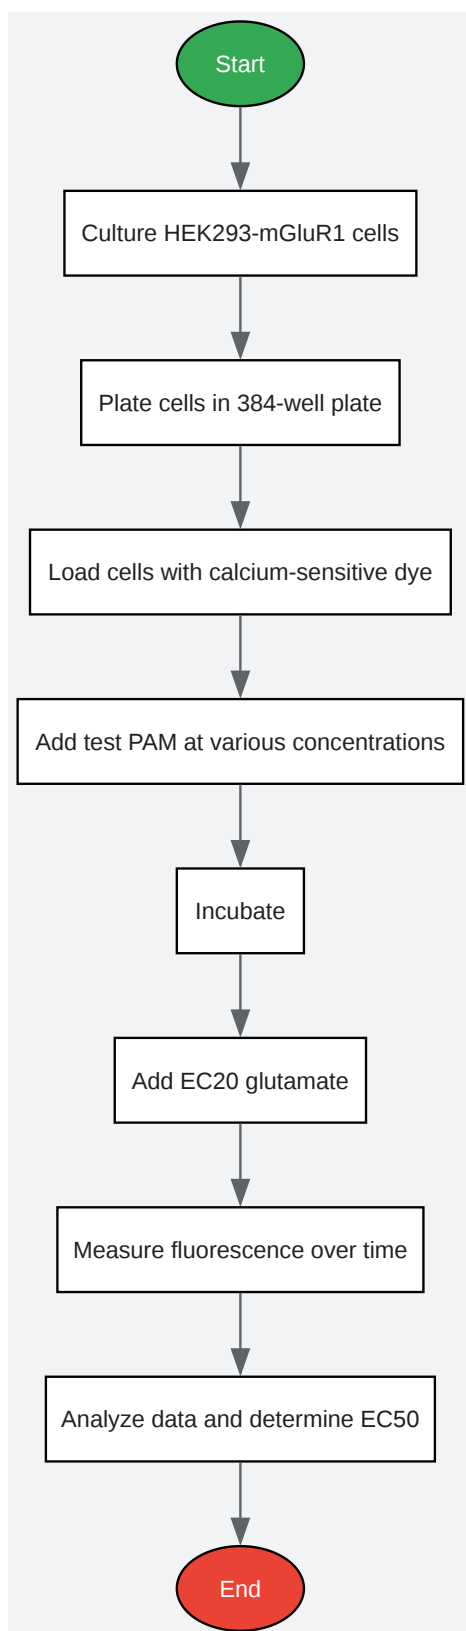 Start
Culture HEK293-mGluR1 cells
Plate cells in 384-well plate
Load cells with calcium-sensitive dye
Add test PAM at various concentrations
Incubate
Add EC20 glutamate
Measure fluorescence over time
Analyze data and determine EC50
End